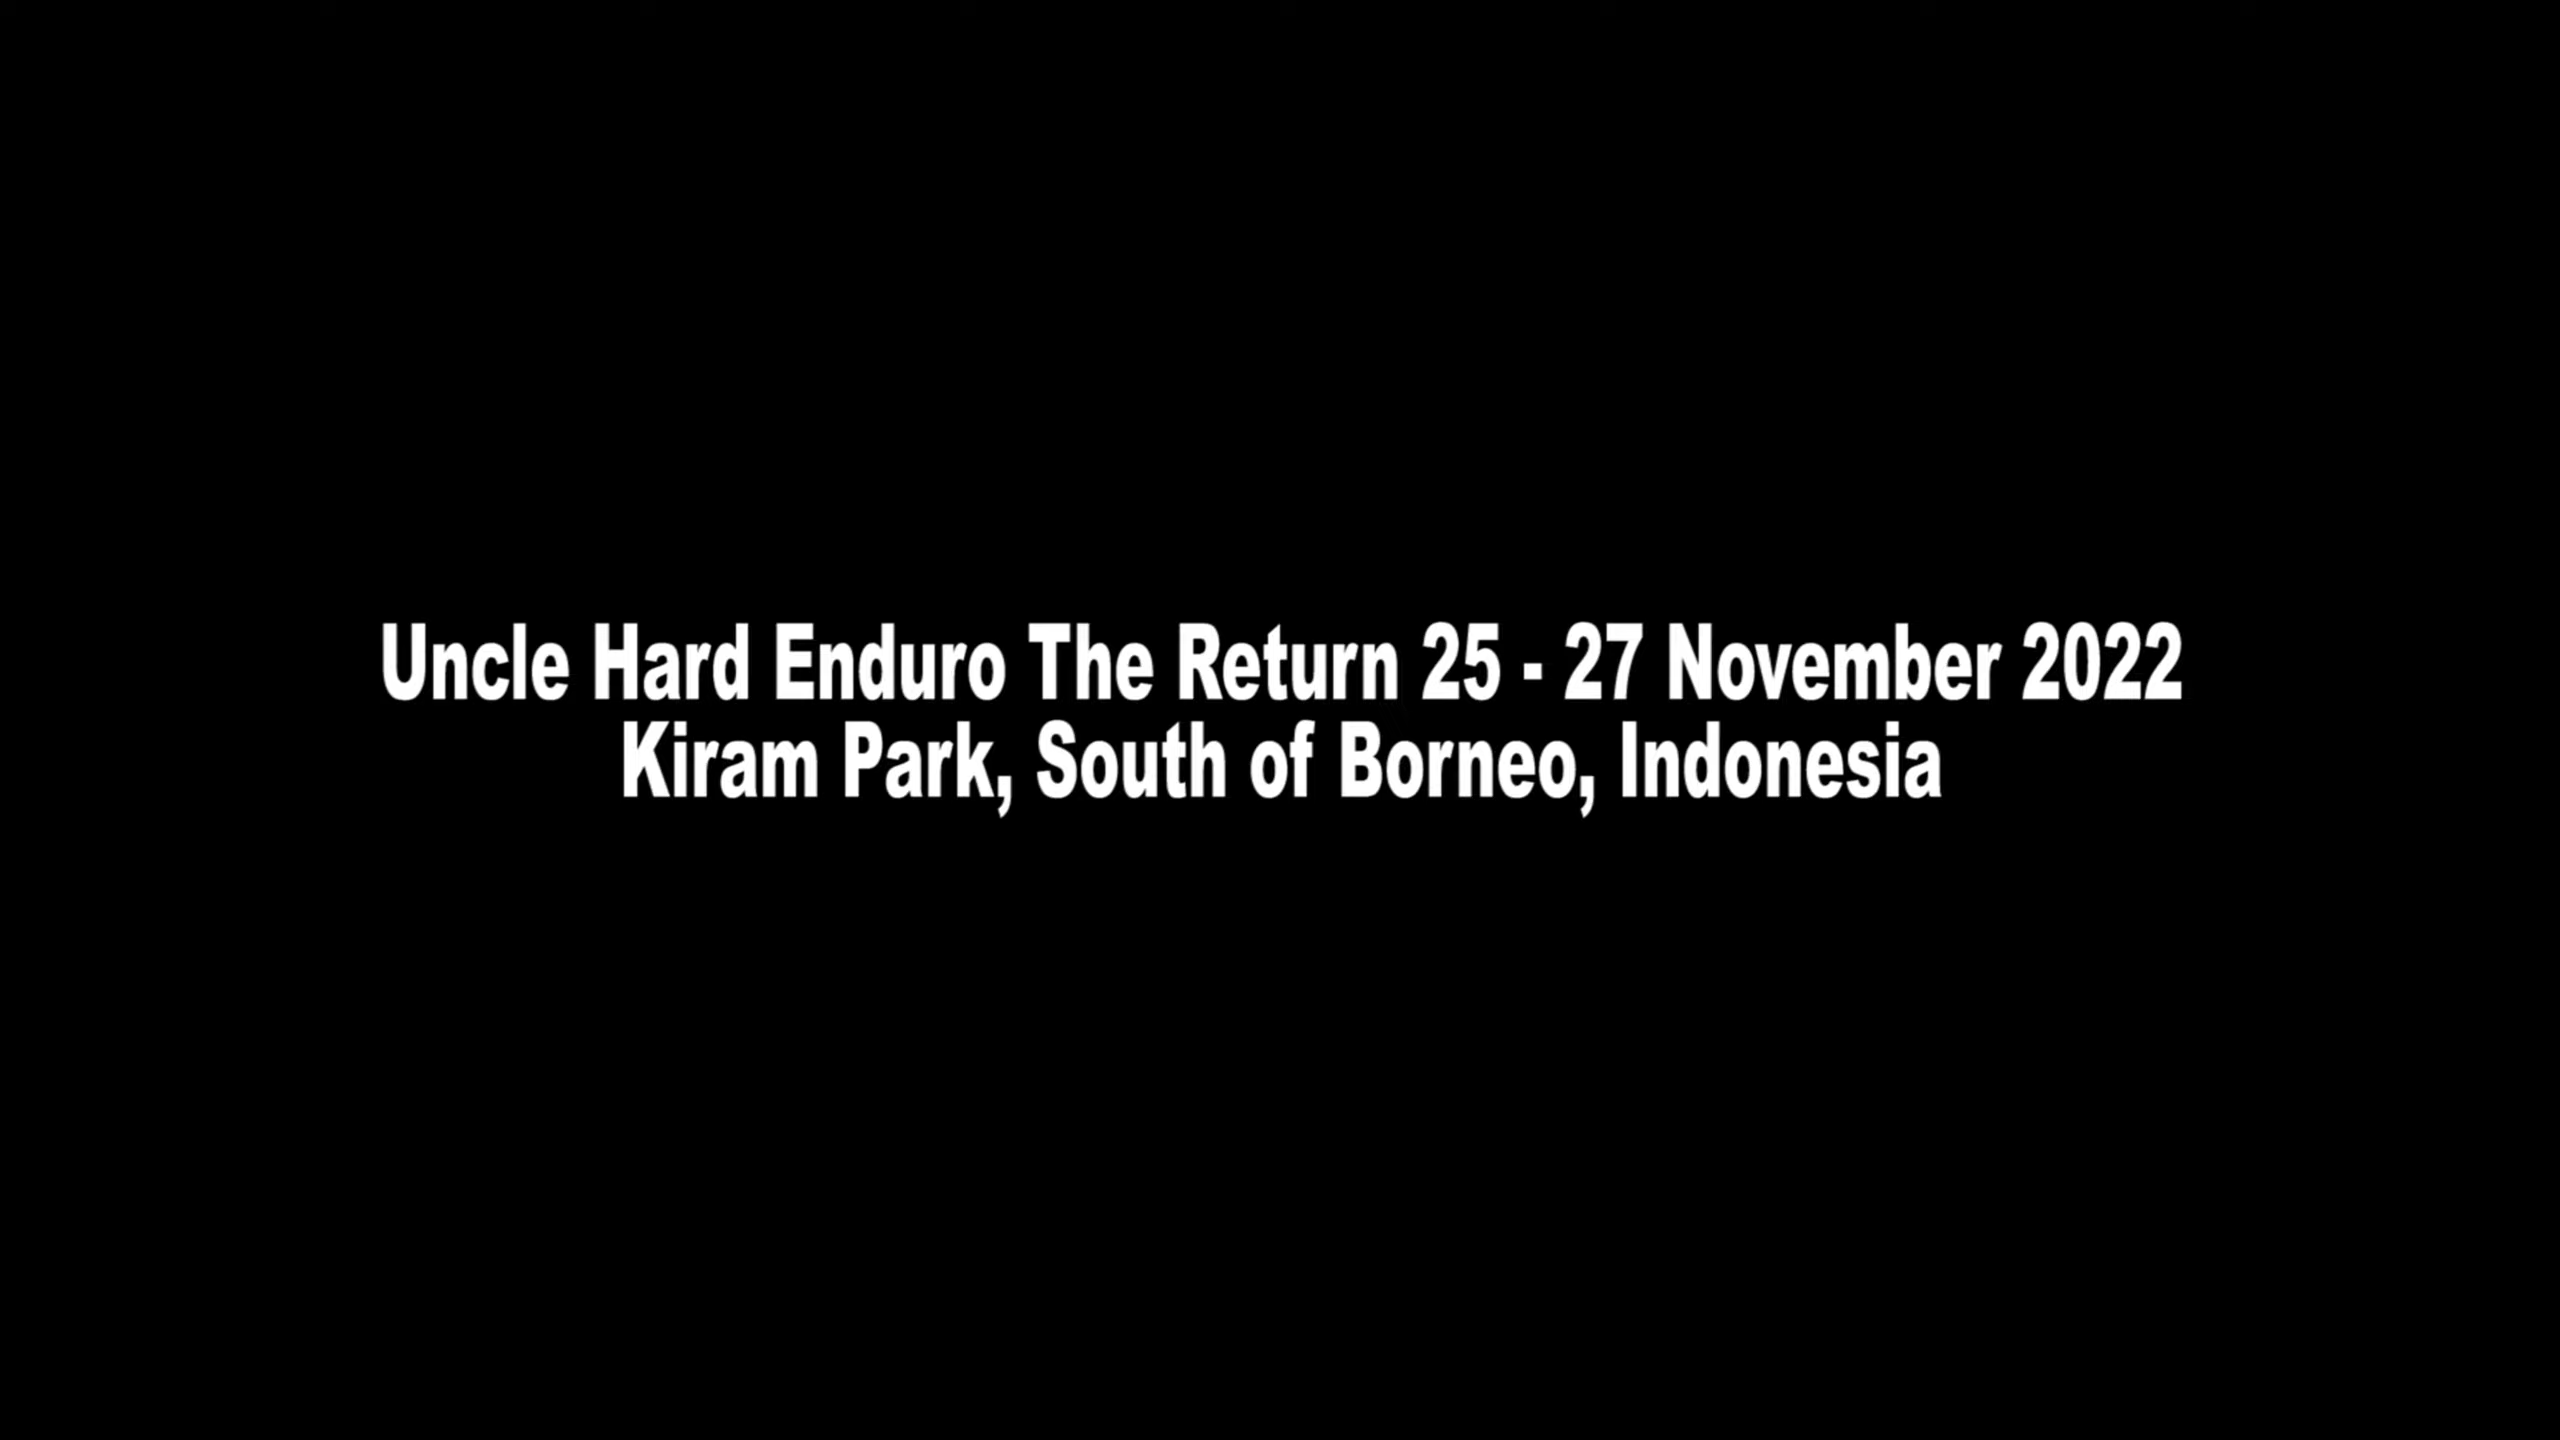 Uncle Hard Enduro The Return 25 - 27 November 2022
Kiram Park, South of Borneo, Indonesia